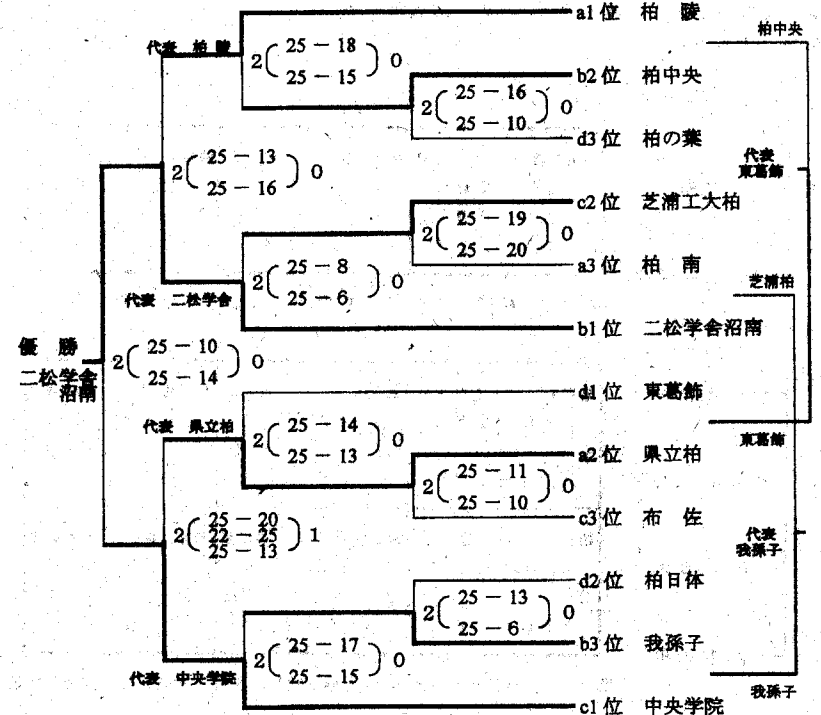 a1位 柏 陵
柏中央
代表 柏 陵
2 25－18 0
25－15
b2位 柏中央
2 25－16 0
25－10
d3位 柏の葉
代表
東葛飾
2 25－13 0
25－16
c2位 芝浦工大柏
2 25－19 0
25－20
a3位 柏 南
2 25－8 0
25－6
芝浦柏
代表 二松学舎
b1位 二松学舎沼南
優 勝
二松学舎
沼南
2 25－10 0
25－14
d1位 東葛飾
代表 県立柏
2 25－14 0
25－13
東葛飾
a2位 県立柏
2 25－11 0
25－10
c3位 布 佐
2 25－20 1
22－25
25－13
代表
我孫子
d2位 柏日体
2 25－13 0
25－6
b3位 我孫子
2 25－17 0
25－15
代表 中央学院
我孫子
c1位 中央学院